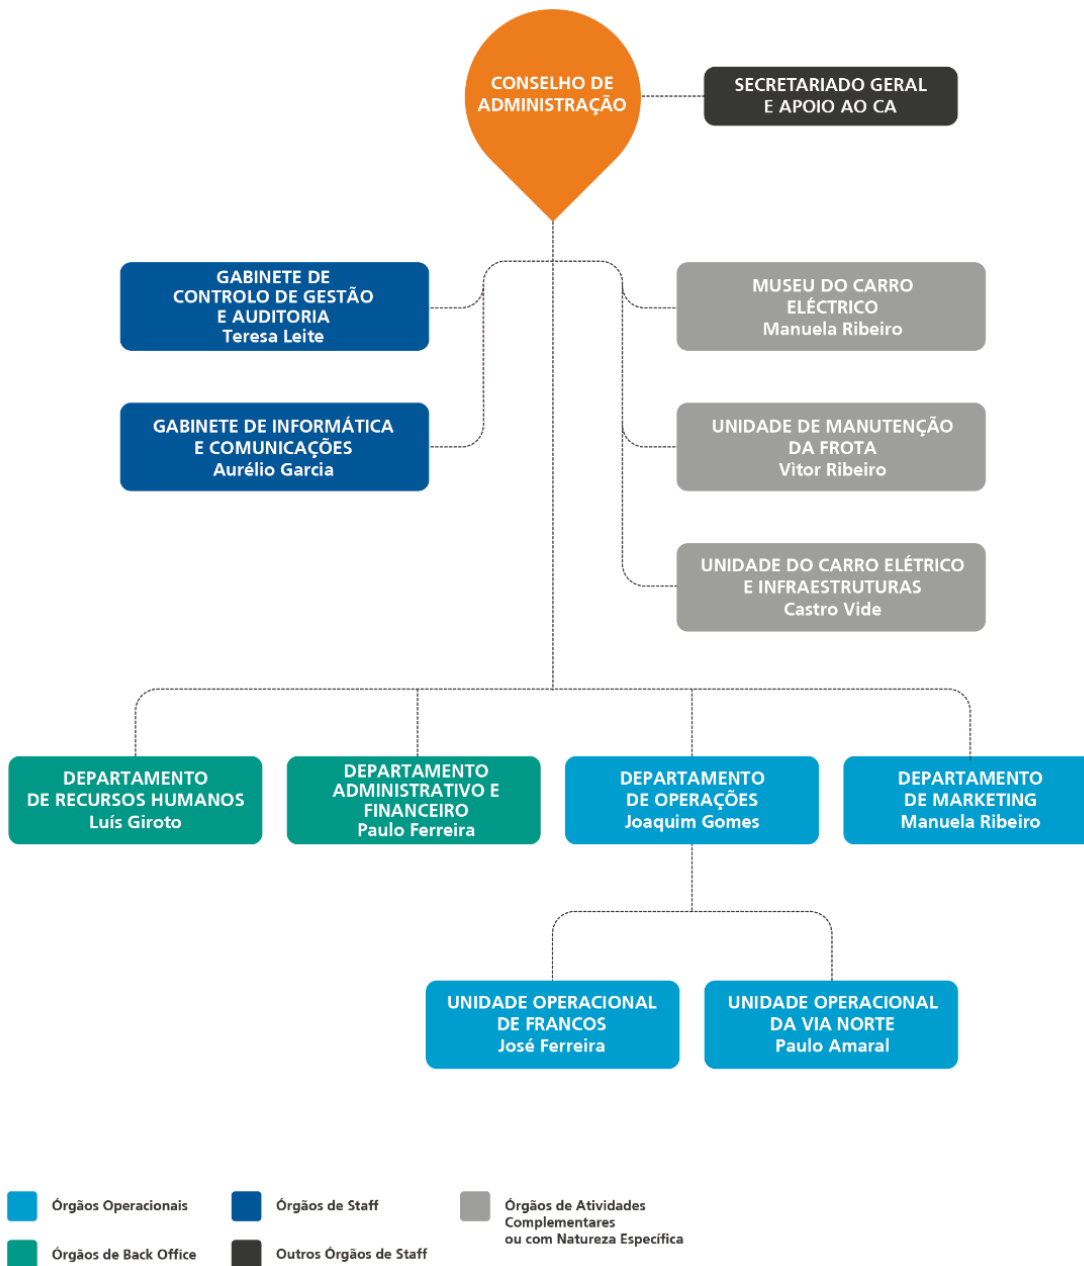 CONSELHO DE
ADMINISTRAÇÃO
SECRETARIADO GERAL
E APOIO AO CA
GABINETE DE
CONTROLO DE GESTÃO
E AUDITORIA
Teresa Leite
MUSEU DO CARRO
ELÉCTRICO
Manuela Ribeiro
GABINETE DE INFORMÁTICA
E COMUNICAÇÕES
Aurélio Garcia
UNIDADE DE MANUTENÇÃO
DA FROTA
Vìtor Ribeiro
UNIDADE DO CARRO ELÉTRICO
E INFRAESTRUTURAS
Castro Vide
DEPARTAMENTO
DE RECURSOS HUMANOS
Luís Giroto
DEPARTAMENTO
ADMINISTRATIVO E
FINANCEIRO
Paulo Ferreira
DEPARTAMENTO
DE OPERAÇÕES
Joaquim Gomes
DEPARTAMENTO
DE MARKETING
Manuela Ribeiro
UNIDADE OPERACIONAL
DE FRANCOS
José Ferreira
UNIDADE OPERACIONAL
DA VIA NORTE
Paulo Amaral
Órgãos Operacionais
Órgãos de Back Office
Órgãos de Staff
Outros Órgãos de Staff
Órgãos de Atividades
Complementares
ou com Natureza Específica